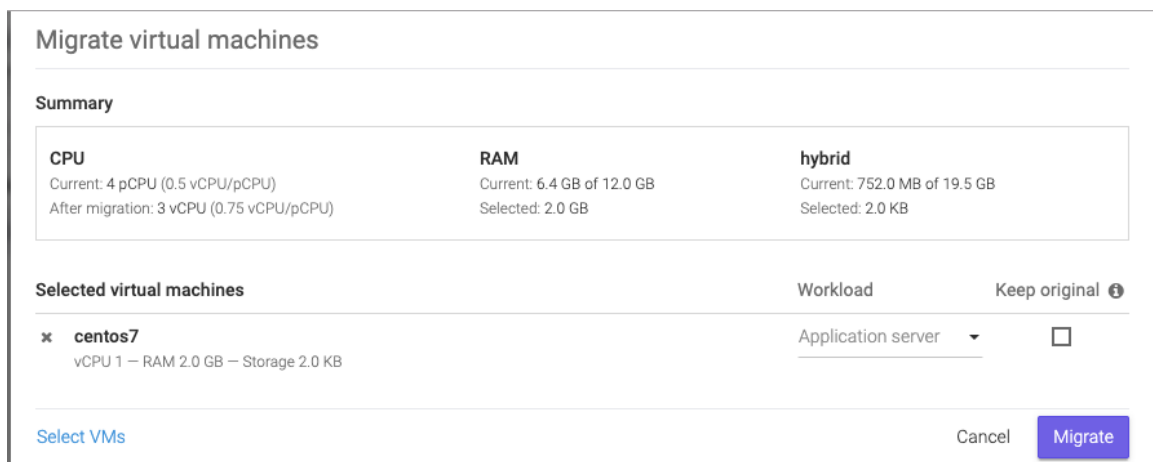 Migrate virtual machines
Summary
CPU
Current: 4 pCPU (0.5 vCPU/pCPU)
After migration: 3 vCPU (0.75 vCPU/pCPU)
RAM
Current: 6.4 GB of 12.0 GB
Selected: 2.0 GB
hybrid
Current: 752.0 MB of 19.5 GB
Selected: 2.0 KB
Selected virtual machines Workload Keep original
centos7 Application server
vCPU 1 — RAM 2.0 GB — Storage 2.0 KB
Select VMs Cancel Migrate